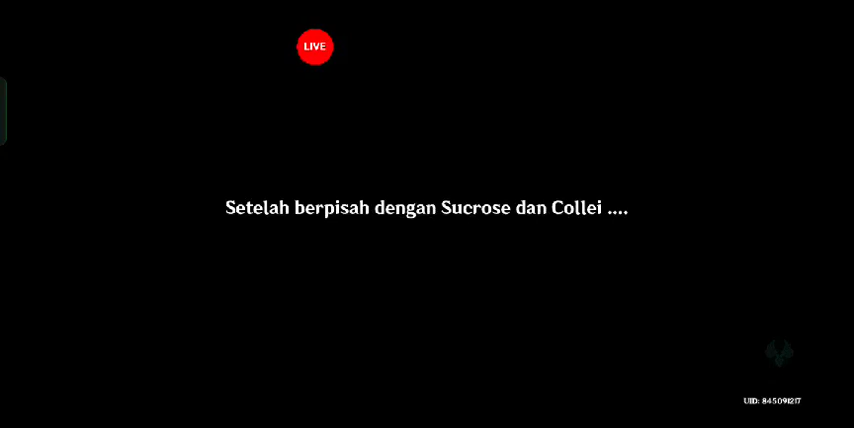 LIVE
Setelah berpisah dengan Sucrose dan Collei ....
UID: 845091217